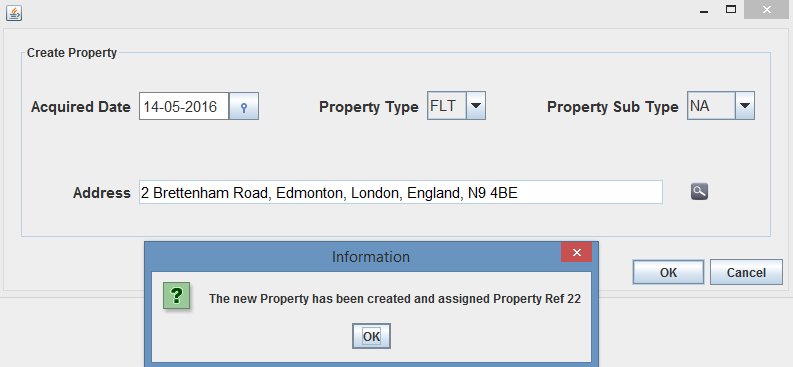 Create Property
Acquired Date 14-05-2016 Property Type FLT Property Sub Type NA
Address 2 Brettenham Road, Edmonton, London, England, N9 4BE
OK Cancel
Information
? The new Property has been created and assigned Property Ref 22
OK